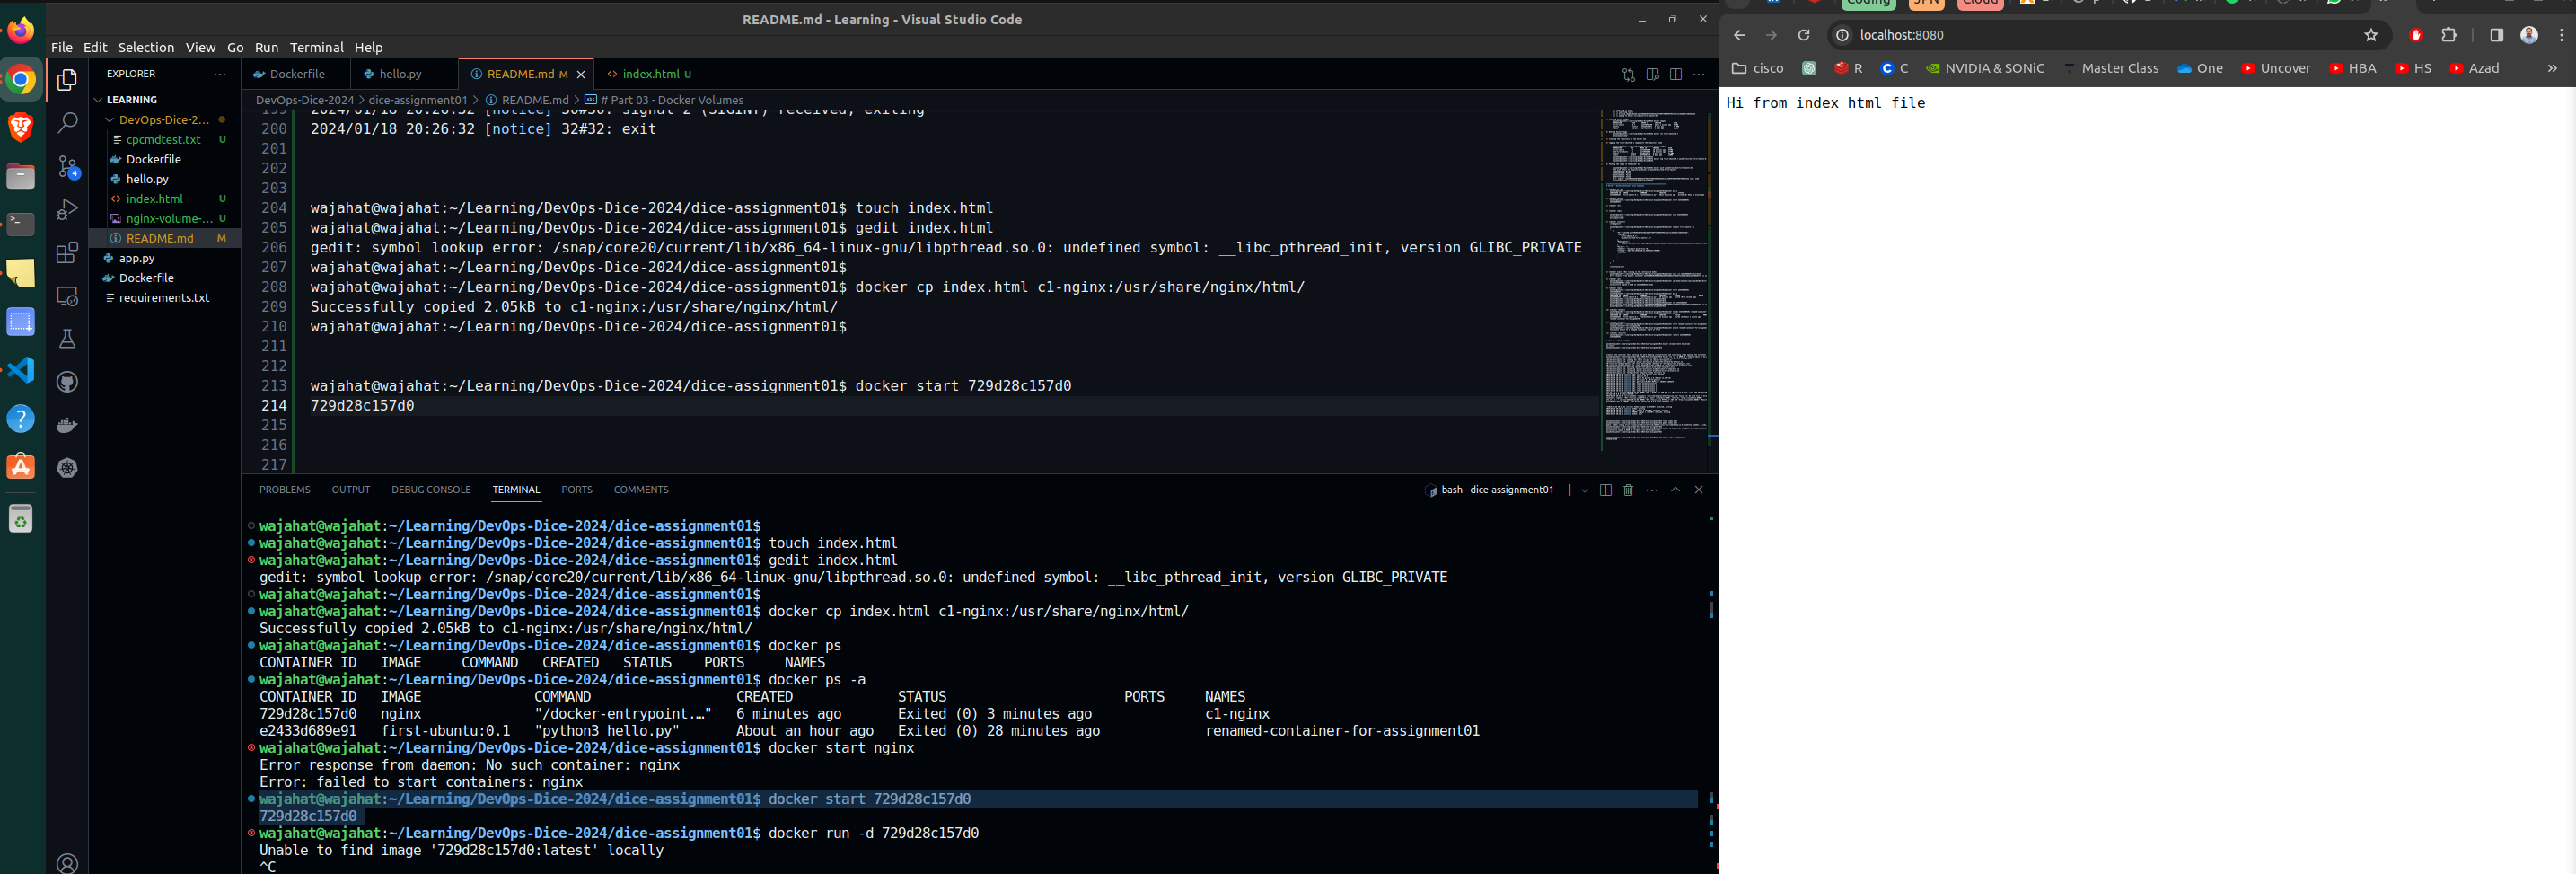 README.md - Learning - Visual Studio Code
File Edit Selection View Go Run Terminal Help
EXPLORER
LEARNING
DevOps-Dice-2...
cpcmdtest.txt U
Dockerfile
hello.py
index.html U
nginx-volume-... U
README.md M
app.py
Dockerfile
requirements.txt
4
Dockerfile
hello.py
README.md M
index.html U
DevOps-Dice-2024 > dice-assignment01 > README.md > # Part 03 - Docker Volumes
199 2024/01/18 20:26:32 [notice] 36#36: signal 2 (SIGINT) received, exiting
200 2024/01/18 20:26:32 [notice] 32#32: exit
201
202
203
204 wajahat@wajahat:~/Learning/DevOps-Dice-2024/dice-assignment01$ touch index.html
205 wajahat@wajahat:~/Learning/DevOps-Dice-2024/dice-assignment01$ gedit index.html
206 gedit: symbol lookup error: /snap/core20/current/lib/x86_64-linux-gnu/libpthread.so.0: undefined symbol: __libc_pthread_init, version GLIBC_PRIVATE
207 wajahat@wajahat:~/Learning/DevOps-Dice-2024/dice-assignment01$
208 wajahat@wajahat:~/Learning/DevOps-Dice-2024/dice-assignment01$ docker cp index.html c1-nginx:/usr/share/nginx/html/
209 Successfully copied 2.05kB to c1-nginx:/usr/share/nginx/html/
210 wajahat@wajahat:~/Learning/DevOps-Dice-2024/dice-assignment01$
211
212
213 wajahat@wajahat:~/Learning/DevOps-Dice-2024/dice-assignment01$ docker start 729d28c157d0
214 729d28c157d0
215
216
217
PROBLEMS OUTPUT DEBUG CONSOLE TERMINAL PORTS COMMENTS
bash - dice-assignment01
wajahat@wajahat:~/Learning/DevOps-Dice-2024/dice-assignment01$
wajahat@wajahat:~/Learning/DevOps-Dice-2024/dice-assignment01$ touch index.html
wajahat@wajahat:~/Learning/DevOps-Dice-2024/dice-assignment01$ gedit index.html
gedit: symbol lookup error: /snap/core20/current/lib/x86_64-linux-gnu/libpthread.so.0: undefined symbol: __libc_pthread_init, version GLIBC_PRIVATE
wajahat@wajahat:~/Learning/DevOps-Dice-2024/dice-assignment01$
wajahat@wajahat:~/Learning/DevOps-Dice-2024/dice-assignment01$ docker cp index.html c1-nginx:/usr/share/nginx/html/
Successfully copied 2.05kB to c1-nginx:/usr/share/nginx/html/
wajahat@wajahat:~/Learning/DevOps-Dice-2024/dice-assignment01$ docker ps
CONTAINER ID IMAGE COMMAND CREATED STATUS PORTS NAMES
wajahat@wajahat:~/Learning/DevOps-Dice-2024/dice-assignment01$ docker ps -a
CONTAINER ID IMAGE COMMAND CREATED STATUS PORTS NAMES
729d28c157d0 nginx "/docker-entrypoint.…" 6 minutes ago Exited (0) 3 minutes ago c1-nginx
e2433d689e91 first-ubuntu:0.1 "python3 hello.py" About an hour ago Exited (0) 28 minutes ago renamed-container-for-assignment01
wajahat@wajahat:~/Learning/DevOps-Dice-2024/dice-assignment01$ docker start nginx
Error response from daemon: No such container: nginx
Error: failed to start containers: nginx
wajahat@wajahat:~/Learning/DevOps-Dice-2024/dice-assignment01$ docker start 729d28c157d0
729d28c157d0
wajahat@wajahat:~/Learning/DevOps-Dice-2024/dice-assignment01$ docker run -d 729d28c157d0
Unable to find image '729d28c157d0:latest' locally
^C
Coding JPN Cloud
localhost:8080
cisco R C NVIDIA & SONiC Master Class One Uncover HBA HS Azad
Hi from index html file